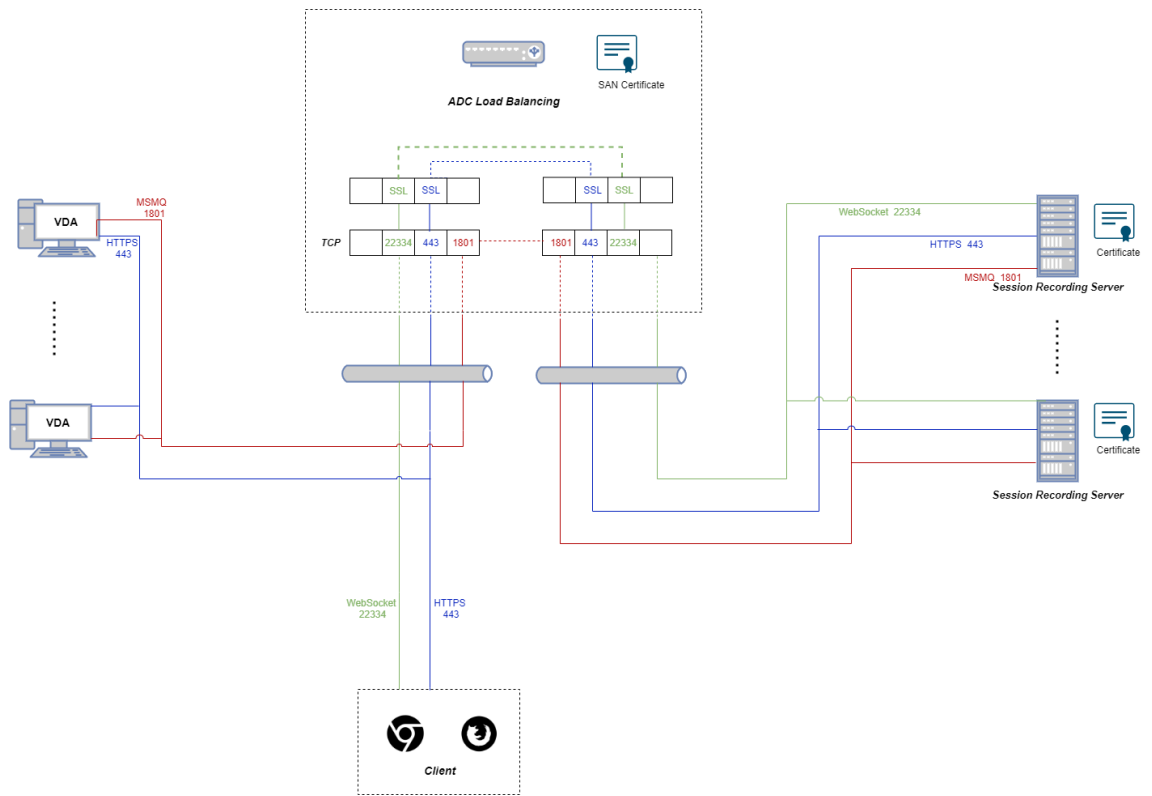 SAN Certificate
ADC Load Balancing
SSL
SSL
SSL
SSL
TCP
22334
443
1801
1801
443
22334
MSMQ
1801
VDA
HTTPS
443
VDA
WebSocket 22334
HTTPS 443
MSMQ 1801
Certificate
Session Recording Server
Certificate
Session Recording Server
WebSocket
22334
HTTPS
443
Client